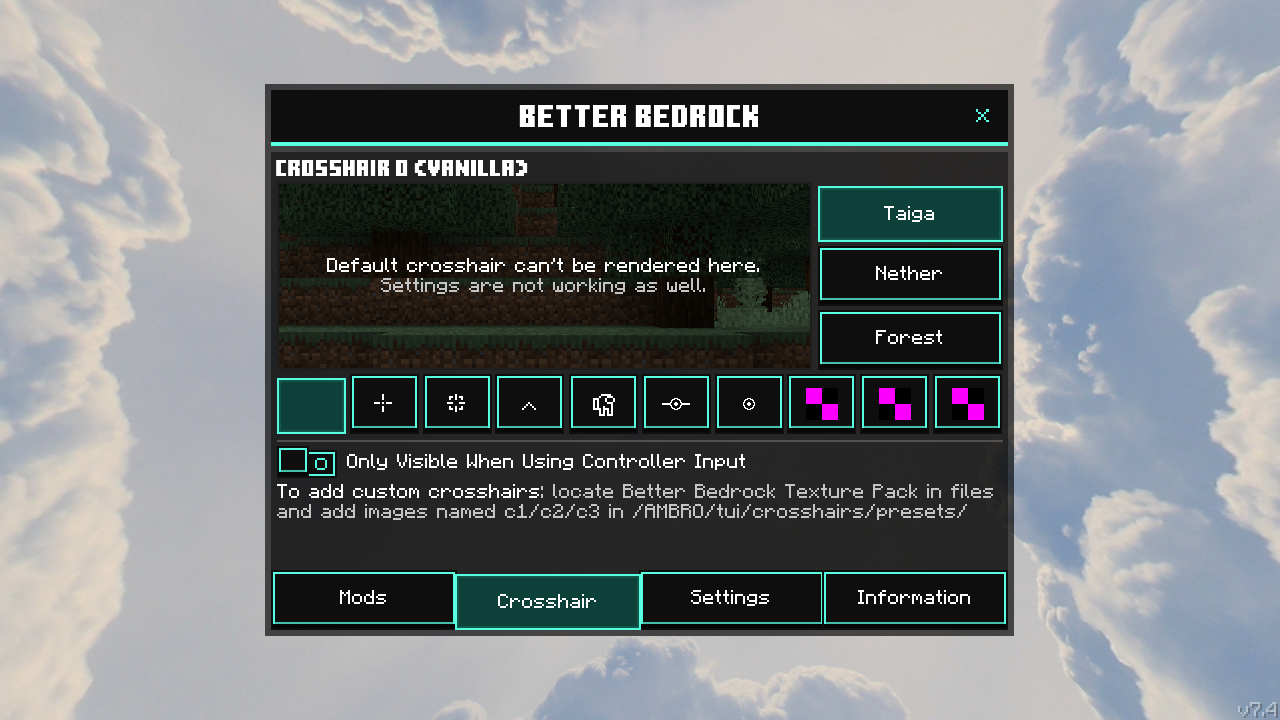 BETTER BEDROCK
CROSSHAIR 0 (VANILLA)
Default crosshair can't be rendered here.
Settings are not working as well.
Taiga
Nether
Forest
Only Visible When Using Controller Input
To add custom crosshairs: locate Better Bedrock Texture Pack in files
and add images named c1/c2/c3 in /AMBRO/tui/crosshairs/presets/
Mods
Crosshair
Settings
Information
v7.4